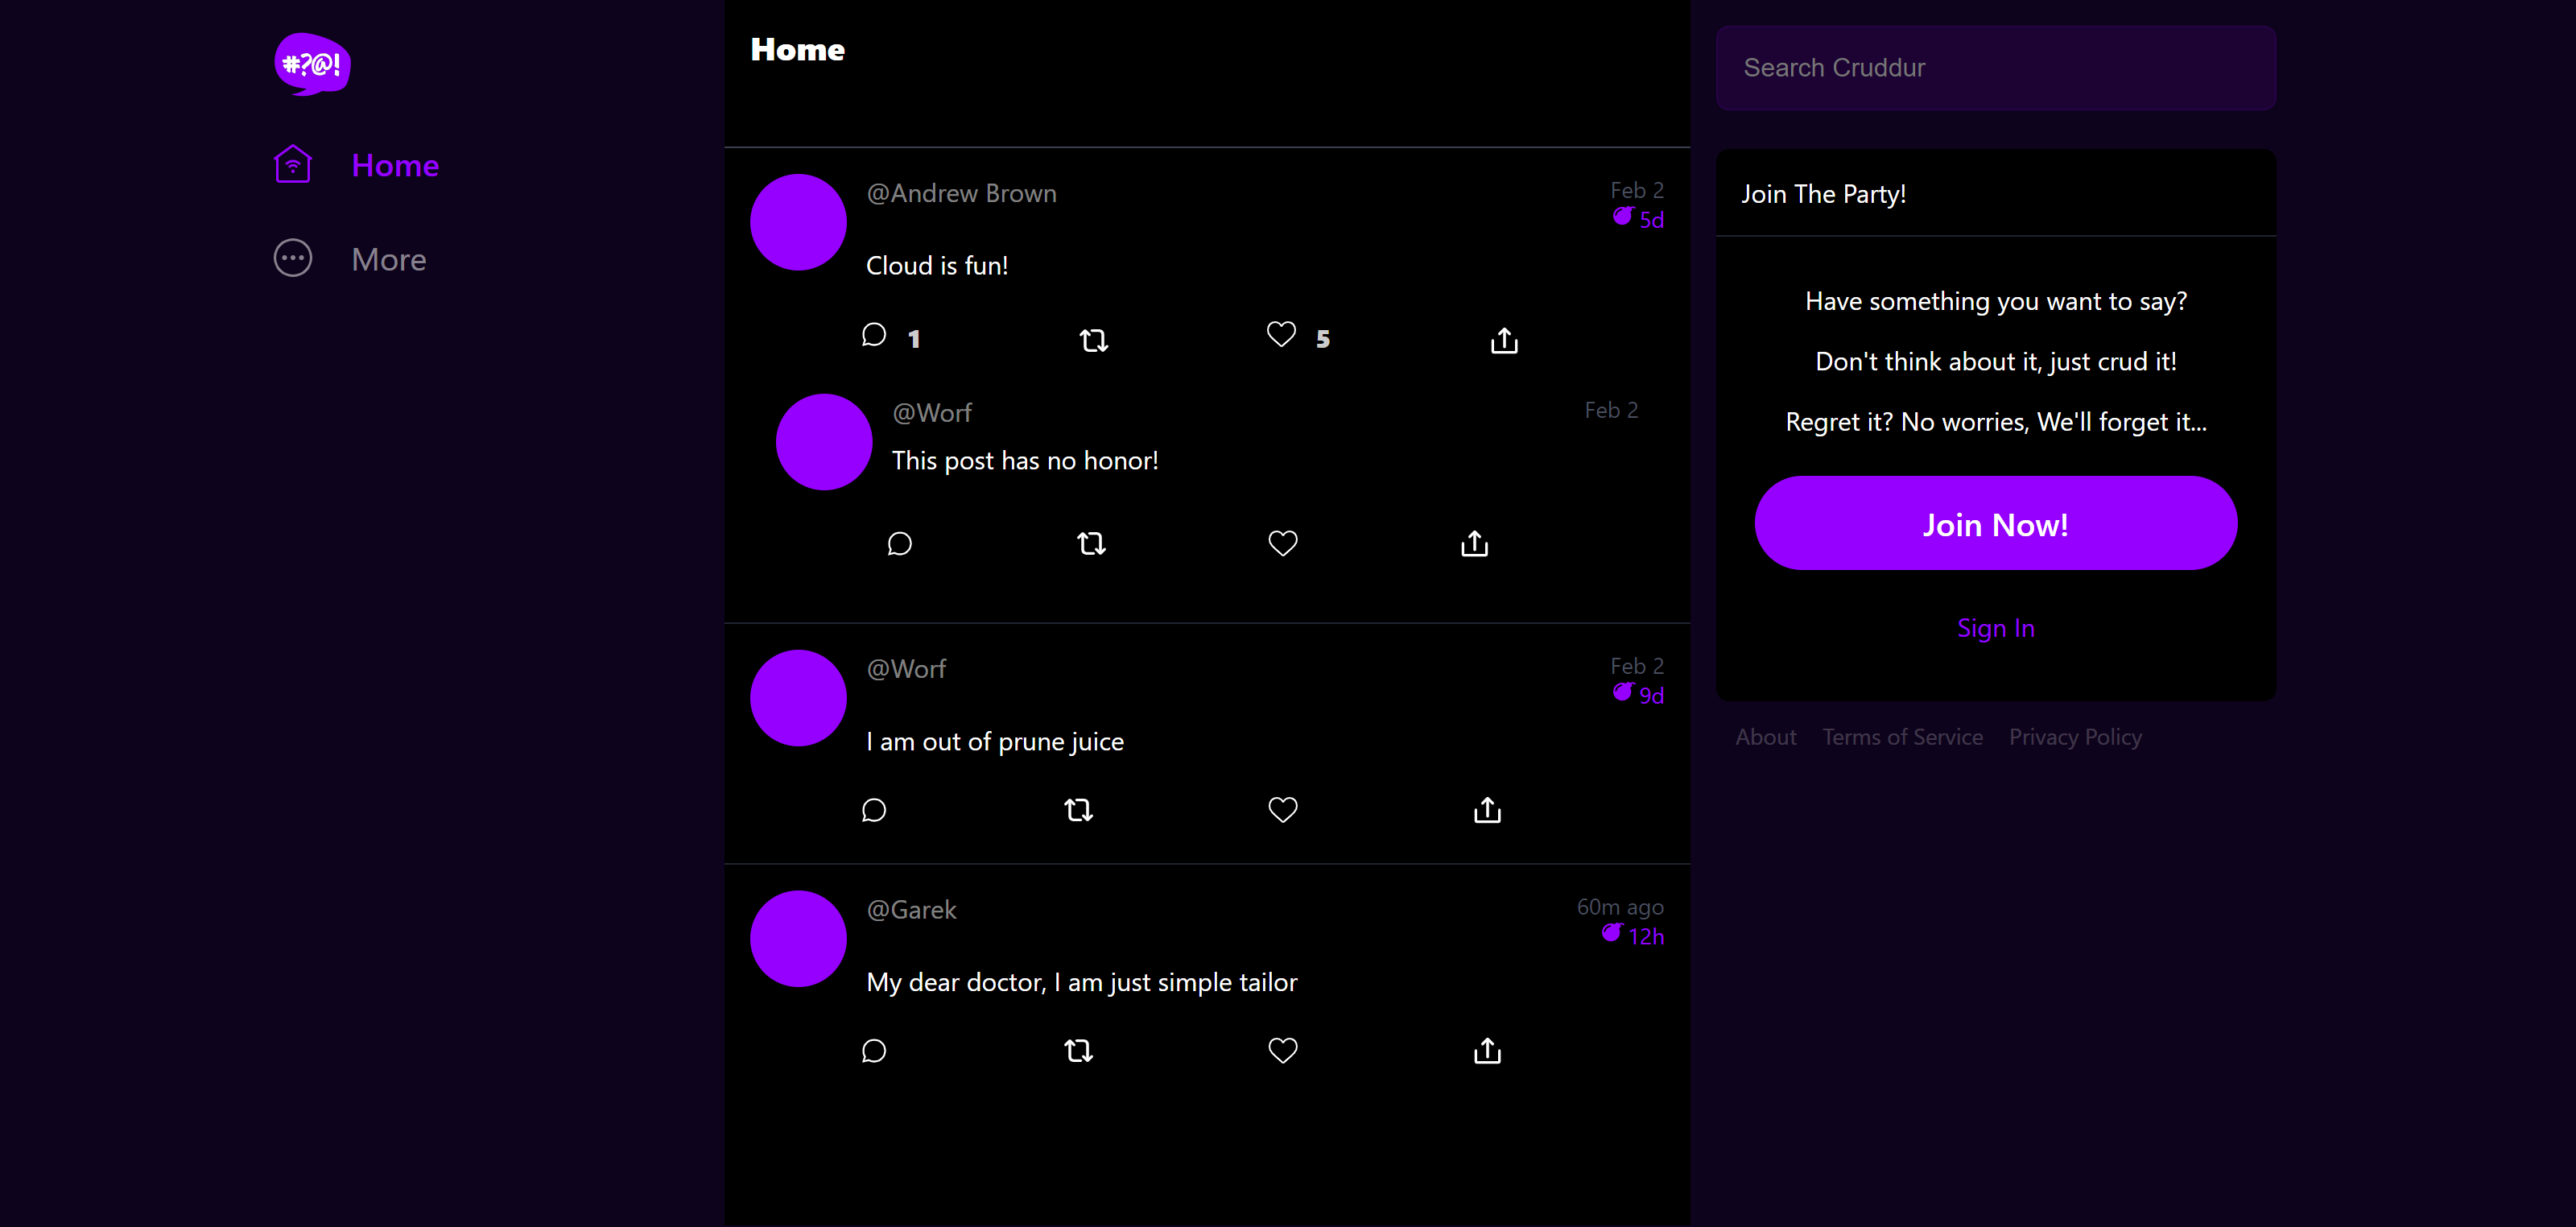 #?@!
Home
More
Home
@Andrew Brown
Feb 2
5d
Cloud is fun!
1
5
@Worf
Feb 2
This post has no honor!
@Worf
Feb 2
9d
I am out of prune juice
@Garek
60m ago
12h
My dear doctor, I am just simple tailor
Search Cruddur
Join The Party!
Have something you want to say?
Don't think about it, just crud it!
Regret it? No worries, We'll forget it...
Join Now!
Sign In
About Terms of Service Privacy Policy